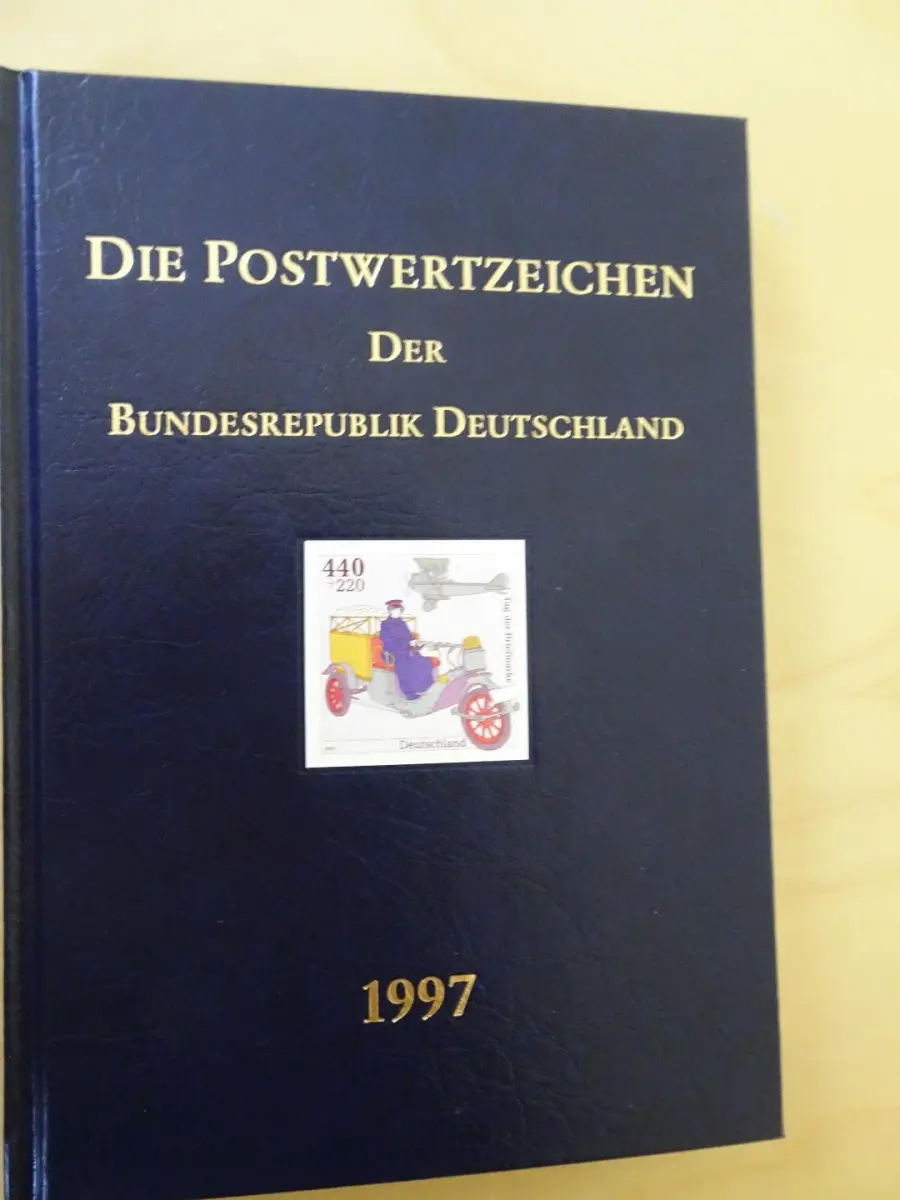 DIE POSTWERTZEICHEN
DER
BUNDESREPUBLIK DEUTSCHLAND
440
+220
Tag der Briefmarke
Deutschland
1997